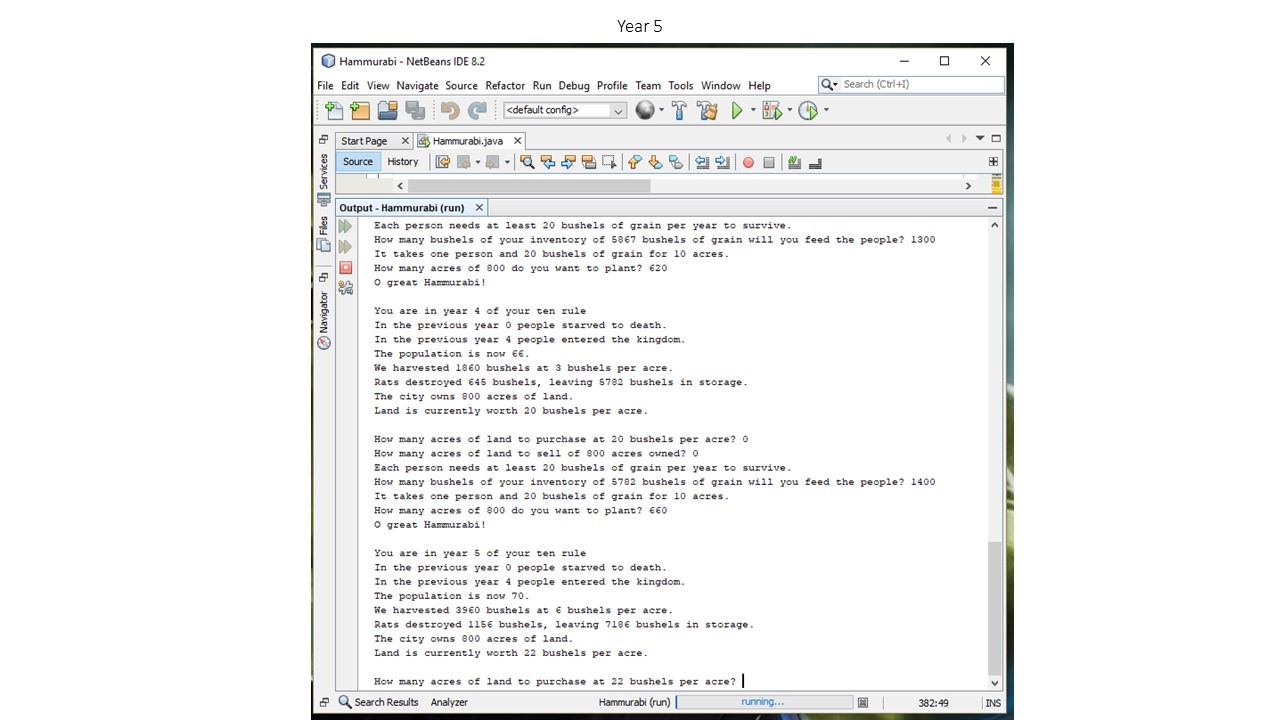 Year 5
Hammurabi - NetBeans IDE 8.2
File Edit View Navigate Source Refactor Run Debug Profile Team Tools Window Help
Search (Ctrl+I)
<default config>
Start Page
Hammurabi.java
Source History
Services
Files
Navigator
Output - Hammurabi (run)
Each person needs at least 20 bushels of grain per year to survive.
How many bushels of your inventory of 5867 bushels of grain will you feed the people? 1300
It takes one person and 20 bushels of grain for 10 acres.
How many acres of 800 do you want to plant? 620
O great Hammurabi!
You are in year 4 of your ten rule
In the previous year 0 people starved to death.
In the previous year 4 people entered the kingdom.
The population is now 66.
We harvested 1860 bushels at 3 bushels per acre.
Rats destroyed 645 bushels, leaving 5782 bushels in storage.
The city owns 800 acres of land.
Land is currently worth 20 bushels per acre.
How many acres of land to purchase at 20 bushels per acre? 0
How many acres of land to sell of 800 acres owned? 0
Each person needs at least 20 bushels of grain per year to survive.
How many bushels of your inventory of 5782 bushels of grain will you feed the people? 1400
It takes one person and 20 bushels of grain for 10 acres.
How many acres of 800 do you want to plant? 660
O great Hammurabi!
You are in year 5 of your ten rule
In the previous year 0 people starved to death.
In the previous year 4 people entered the kingdom.
The population is now 70.
We harvested 3960 bushels at 6 bushels per acre.
Rats destroyed 1156 bushels, leaving 7186 bushels in storage.
The city owns 800 acres of land.
Land is currently worth 22 bushels per acre.
How many acres of land to purchase at 22 bushels per acre?
Search Results Analyzer Hammurabi (run) running... 382:49 INS